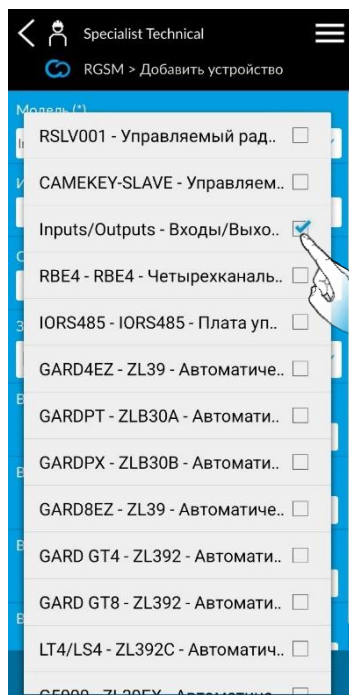 Specialist Technical
RGSM > Добавить устройство
Модель (*)
RSLV001 - Управляемый рад..
CAMEKEY-SLAVE - Управляем..
Inputs/Outputs - Входы/Выхо..
RBE4 - RBE4 - Четырехканаль..
IORS485 - IORS485 - Плата уп..
GARD4EZ - ZL39 - Автоматиче..
GARDPT - ZLB30A - Автомати..
GARDPX - ZLB30B - Автомати..
GARD8EZ - ZL39 - Автоматиче..
GARD GT4 - ZL392 - Автомати..
GARD GT8 - ZL392 - Автомати..
LT4/LS4 - ZL392C - Автоматич..